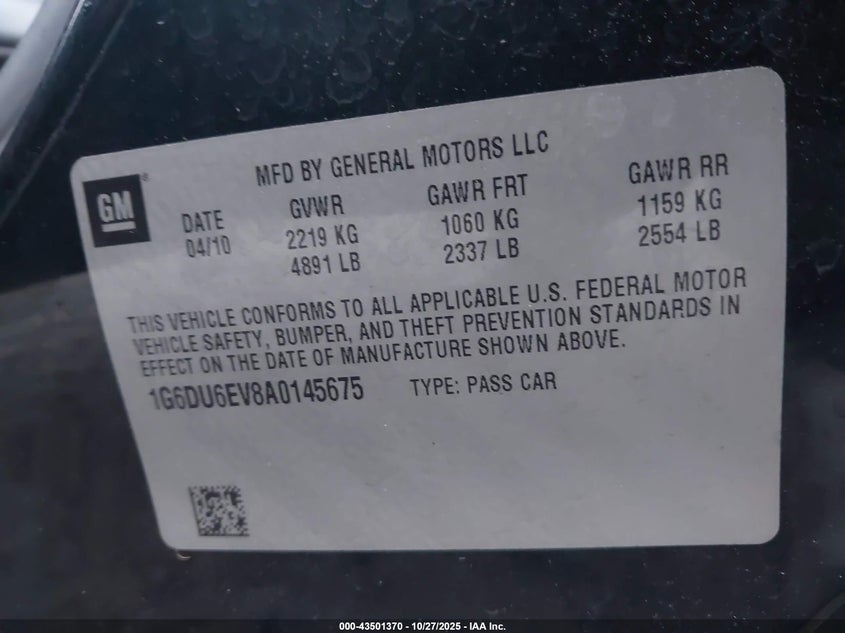 MFD BY GENERAL MOTORS LLC
GM®
DATE GVWR GAWR FRT GAWR RR
04/10 2219 KG 1060 KG 1159 KG
4891 LB 2337 LB 2554 LB
THIS VEHICLE CONFORMS TO ALL APPLICABLE U.S. FEDERAL MOTOR
VEHICLE SAFETY, BUMPER, AND THEFT PREVENTION STANDARDS IN
EFFECT ON THE DATE OF MANUFACTURE SHOWN ABOVE.
1G6DU6EV8A0145675 TYPE: PASS CAR
000-43501370 - 10/27/2025 - IAA Inc.